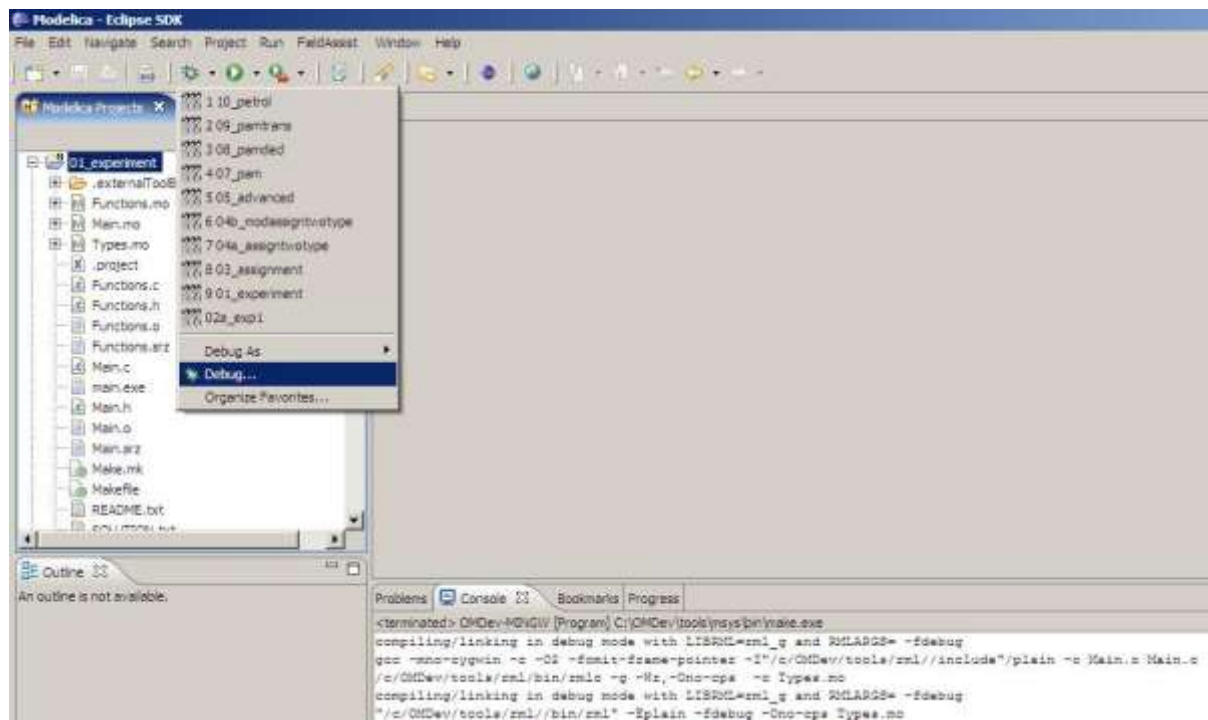 Modelica - Eclipse SDK
File Edit Navigate Search Project Run FieldAssist Window Help
Modelica Projects
1 10_petrol
2 09_pamtrans
3 08_pamdecl
4 07_pam
5 05_advanced
6 04b_modassigntwotype
7 04a_assigntwotype
8 03_assignment
9 01_experiment
02a_exp1
Debug As
Debug...
Organize Favorites...
01_experiment
Functions.mo
Main.mo
Types.mo
.project
Functions.c
Functions.h
Functions.o
Functions.srz
Main.c
main.exe
Main.h
Main.o
Main.srz
Make.mk
Makefile
README.txt
SOLUTION.txt
Outline
An outline is not available.
Problems Console Bookmarks Progress
<terminated> OMDev-MINGW [Program] C:\OMDev\tools\msys\bin\make.exe
compiling/linking in debug mode with LIBRML=rml_g and RMLARGS= -fdebug
gcc -mno-cygwin -c -O2 -fomit-frame-pointer -I"/c/OMDev/tools/rml//include"/plain -o Main.o Main.c
/c/OMDev/tools/rml/bin/rmlc -g -Wr,-Ono-cps -c Types.mo
compiling/linking in debug mode with LIBRML=rml_g and RMLARGS= -fdebug
"/c/OMDev/tools/rml//bin/rml" -Eplain -fdebug -Ono-cps Types.mo